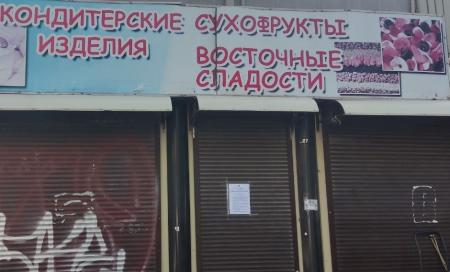 КОНДИТЕРСКИЕ
ИЗДЕЛИЯ
СУХОФРУКТЫ
ВОСТОЧНЫЕ
СЛАДОСТИ